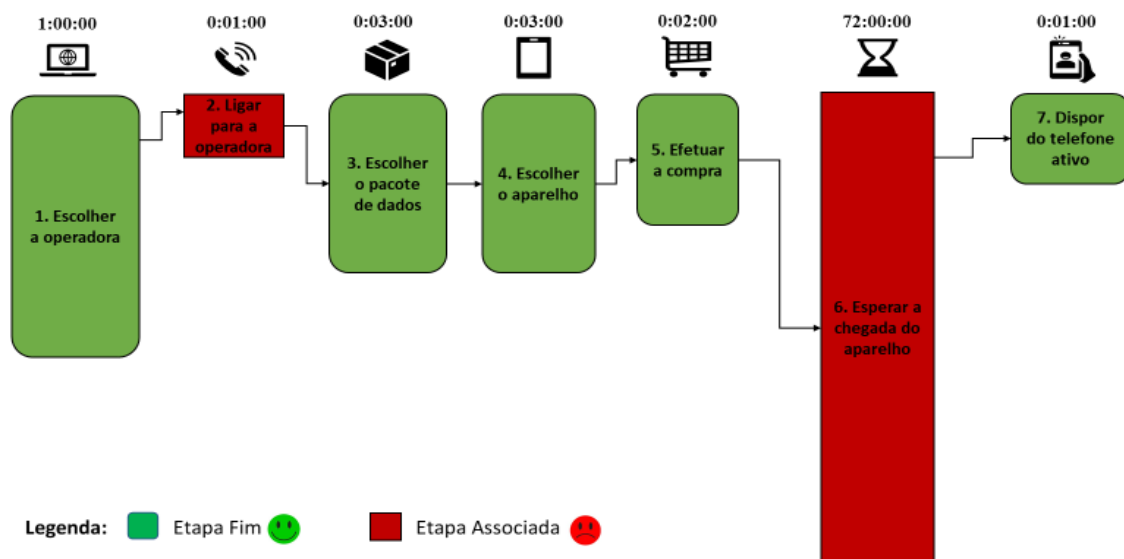 1:00:00
0:01:00
0:03:00
0:03:00
0:02:00
72:00:00
0:01:00
1. Escolher
a operadora
2. Ligar
para a
operadora
3. Escolher
o pacote
de dados
4. Escolher
o aparelho
5. Efetuar
a compra
6. Esperar a
chegada do
aparelho
7. Dispor
do telefone
ativo
Legenda:
Etapa Fim
Etapa Associada